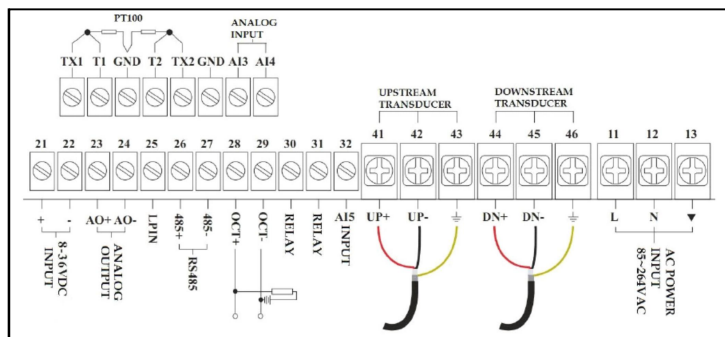 PT100
ANALOG
INPUT
TX1 T1 GND T2 TX2 GND AI3 AI4
UPSTREAM
TRANSDUCER
DOWNSTREAM
TRANSDUCER
21 22 23 24 25 26 27 28 29 30 31 32 41 42 43 44 45 46 11 12 13
+ - AO+ AO- I.PIN 485+ 485- OCT+ OCT- RELAY RELAY AI5 INPUT UP+ UP- DN+ DN- L N
8-36VDC
INPUT
ANALOG
OUTPUT
RS485
AC POWER
INPUT
85~264VAC